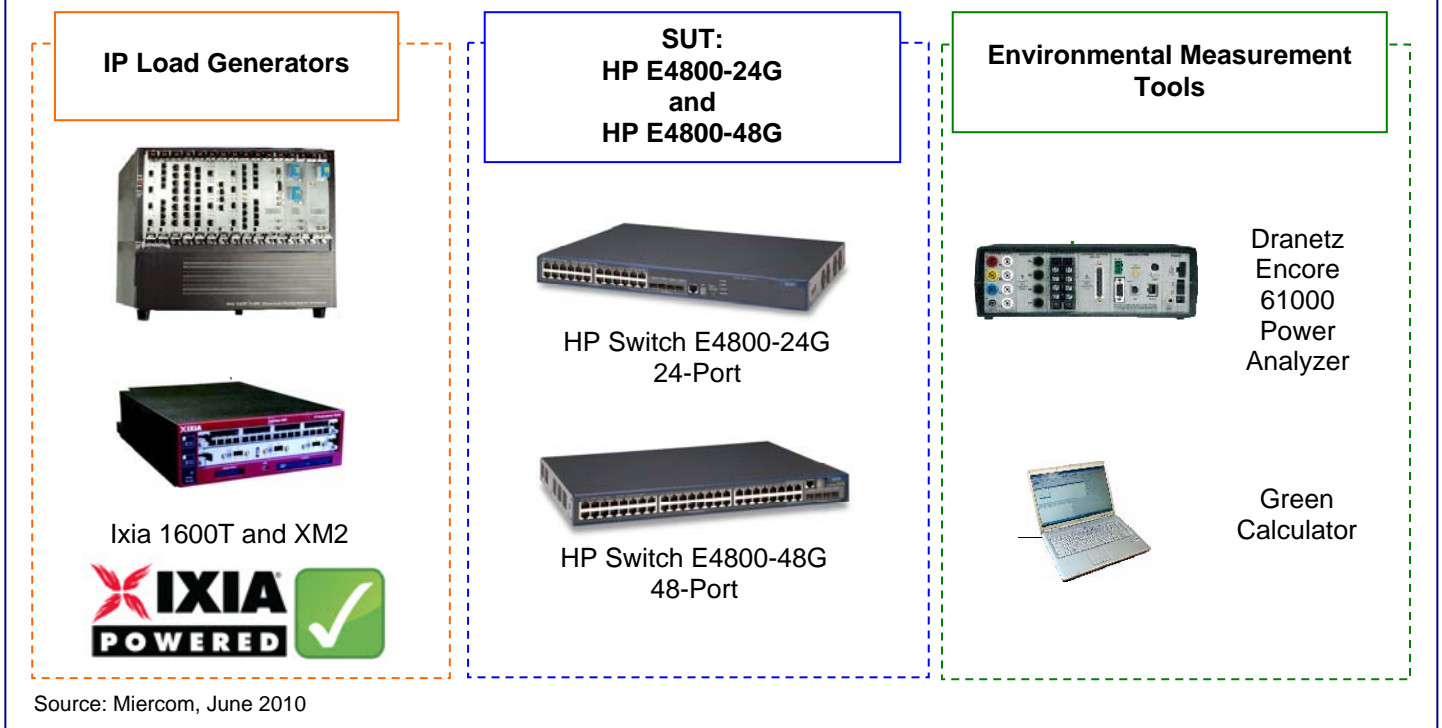 IP Load Generators
Ixia 1600T and XM2
XIXIA
IXIA
POWERED
SUT:
HP E4800-24G
and
HP E4800-48G
HP Switch E4800-24G
24-Port
HP Switch E4800-48G
48-Port
Environmental Measurement
Tools
Dranetz
Encore
61000
Power
Analyzer
Green
Calculator
Source: Miercom, June 2010